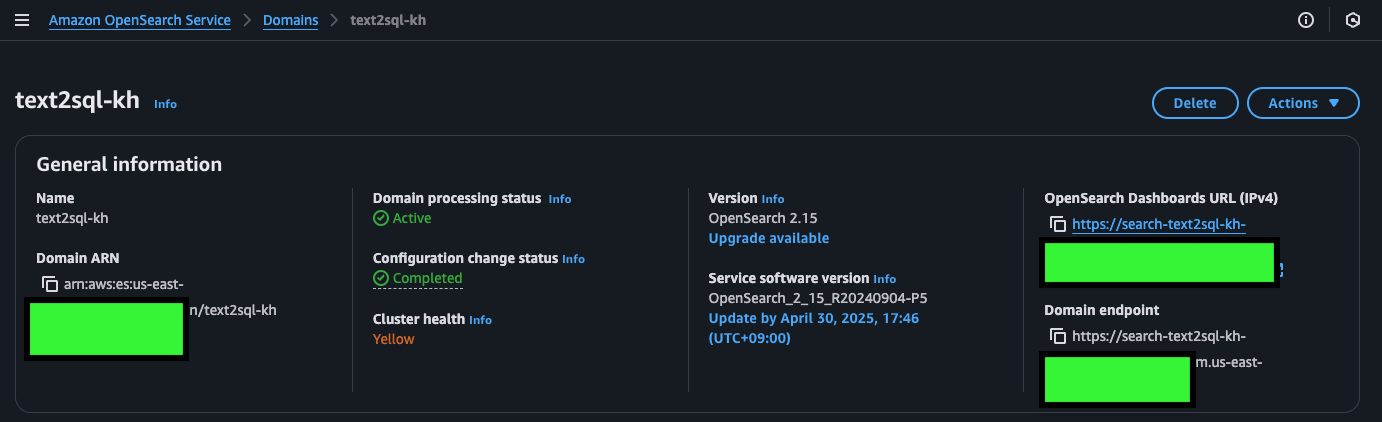 Amazon OpenSearch Service > Domains > text2sql-kh
text2sql-kh Info
Delete
Actions
General information
Name
text2sql-kh
Domain ARN
arn:aws:es:us-east-
n/text2sql-kh
Domain processing status Info
Active
Configuration change status Info
Completed
Cluster health Info
Yellow
Version Info
OpenSearch 2.15
Upgrade available
Service software version Info
OpenSearch_2_15_R20240904-P5
Update by April 30, 2025, 17:46
(UTC+09:00)
OpenSearch Dashboards URL (IPv4)
https://search-text2sql-kh-
Domain endpoint
https://search-text2sql-kh-
m.us-east-